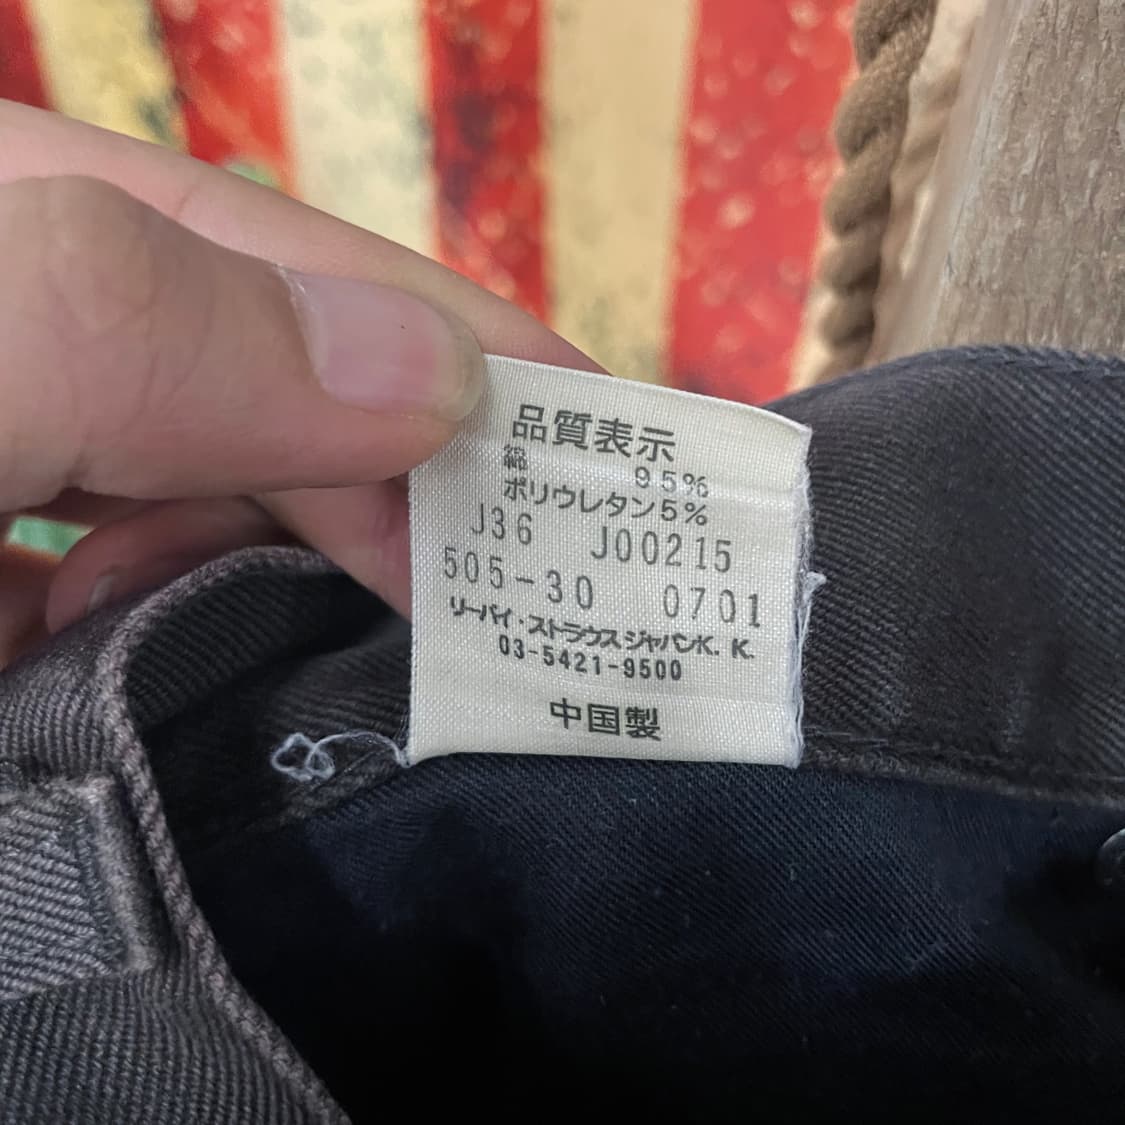 品質表示
綿 95%
ポリウレタン5%
J36 J00215
505-30 0701
リーバイ・ストラウスジャパンK.K.
03-5421-9500
中国製